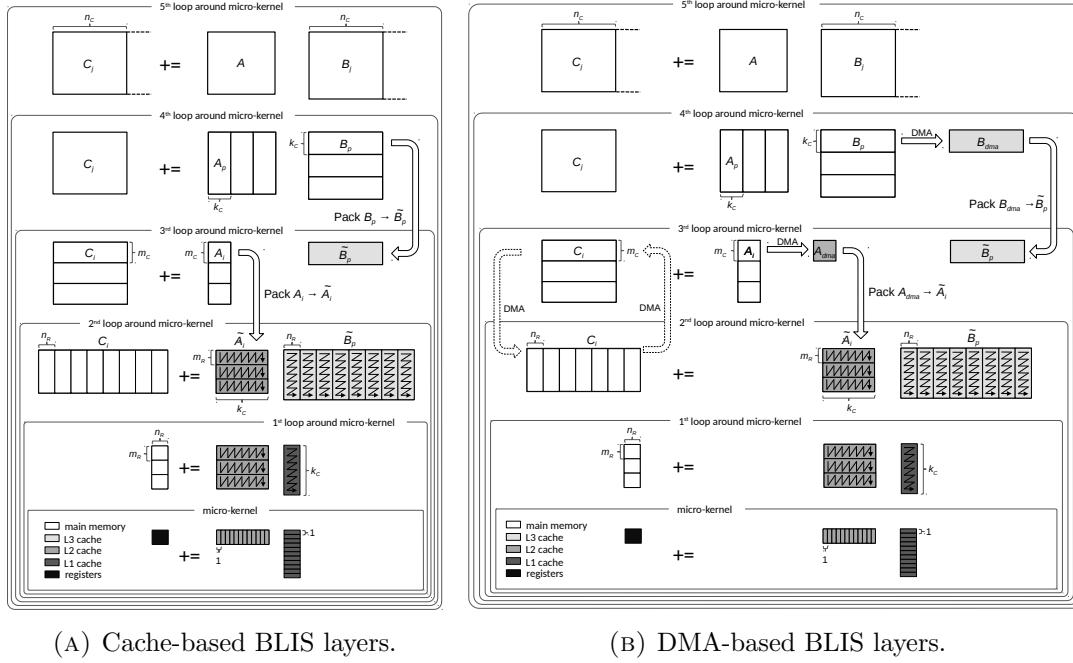 5th loop around micro-kernel
n_C n_C
C_j += A B_j
4th loop around micro-kernel
C_j += A_p k_C B_p
k_C
Pack B_p → B̃_p
3rd loop around micro-kernel
C_i m_C += m_C A_i B̃_p
Pack A_i → Ã_i
2nd loop around micro-kernel
n_R C_i Ã_i n_R B̃_p
+= m_R
k_C
1st loop around micro-kernel
n_R
m_R += k_C
micro-kernel
main memory
L3 cache
L2 cache
L1 cache
registers
+= 1 1
(A) Cache-based BLIS layers.
5th loop around micro-kernel
n_C n_C
C_j += A B_j
4th loop around micro-kernel
C_j += A_p k_C B_p DMA B_dma
k_C
Pack B_dma → B̃_p
3rd loop around micro-kernel
C_i m_C += m_C A_i DMA A_dma B̃_p
DMA DMA
Pack A_dma → Ã_i
2nd loop around micro-kernel
n_R C_i Ã_i n_R B̃_p
+= m_R
k_C
1st loop around micro-kernel
n_R
m_R += k_C
micro-kernel
main memory
L3 cache
L2 cache
L1 cache
registers
+= 1 1
(B) DMA-based BLIS layers.